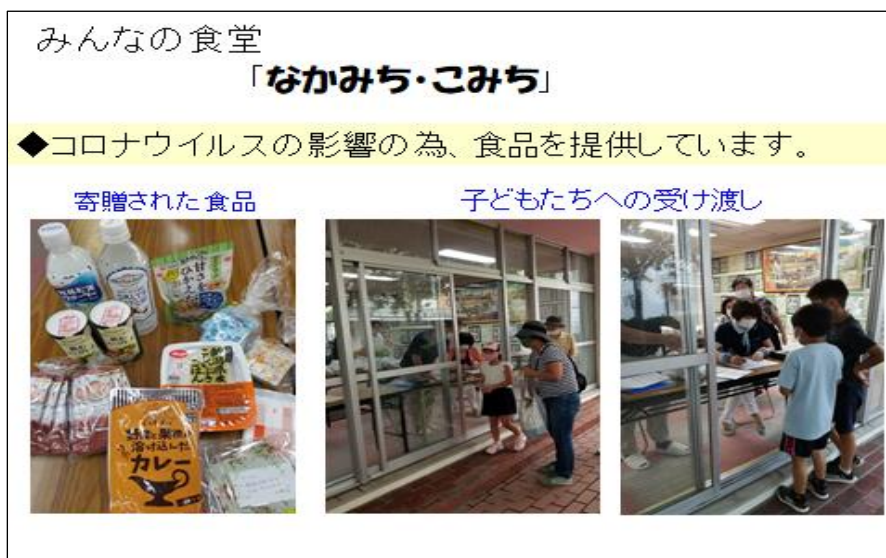 みんなの食堂
「なかみち・こみち」
◆コロナウイルスの影響の為、食品を提供しています。
寄贈された食品
子どもたちへの受け渡し
カレー